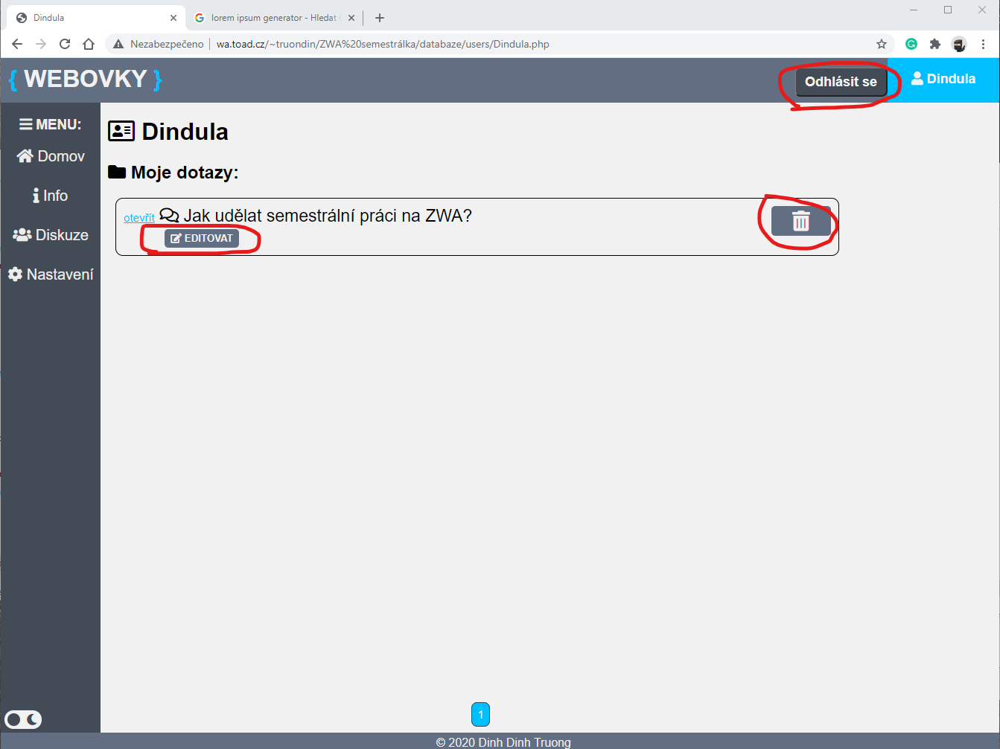 Dindula
lorem ipsum generator - Hledat
Nezabezpečeno
wa.toad.cz/~truondin/ZWA%20semestrálka/databaze/users/Dindula.php
{ WEBOVKY }
Odhlásit se
Dindula
MENU:
Domov
Info
Diskuze
Nastavení
Dindula
Moje dotazy:
otevřít Jak udělat semestrální práci na ZWA?
EDITOVAT
1
© 2020 Dinh Dinh Truong